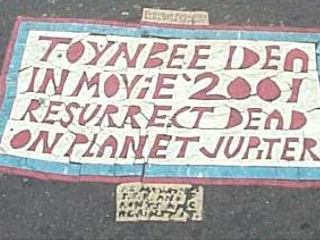 TOYNBEE IDEA
IN MOViE `2001
RESURRECT DEAD
ON PLANET JUPiTER